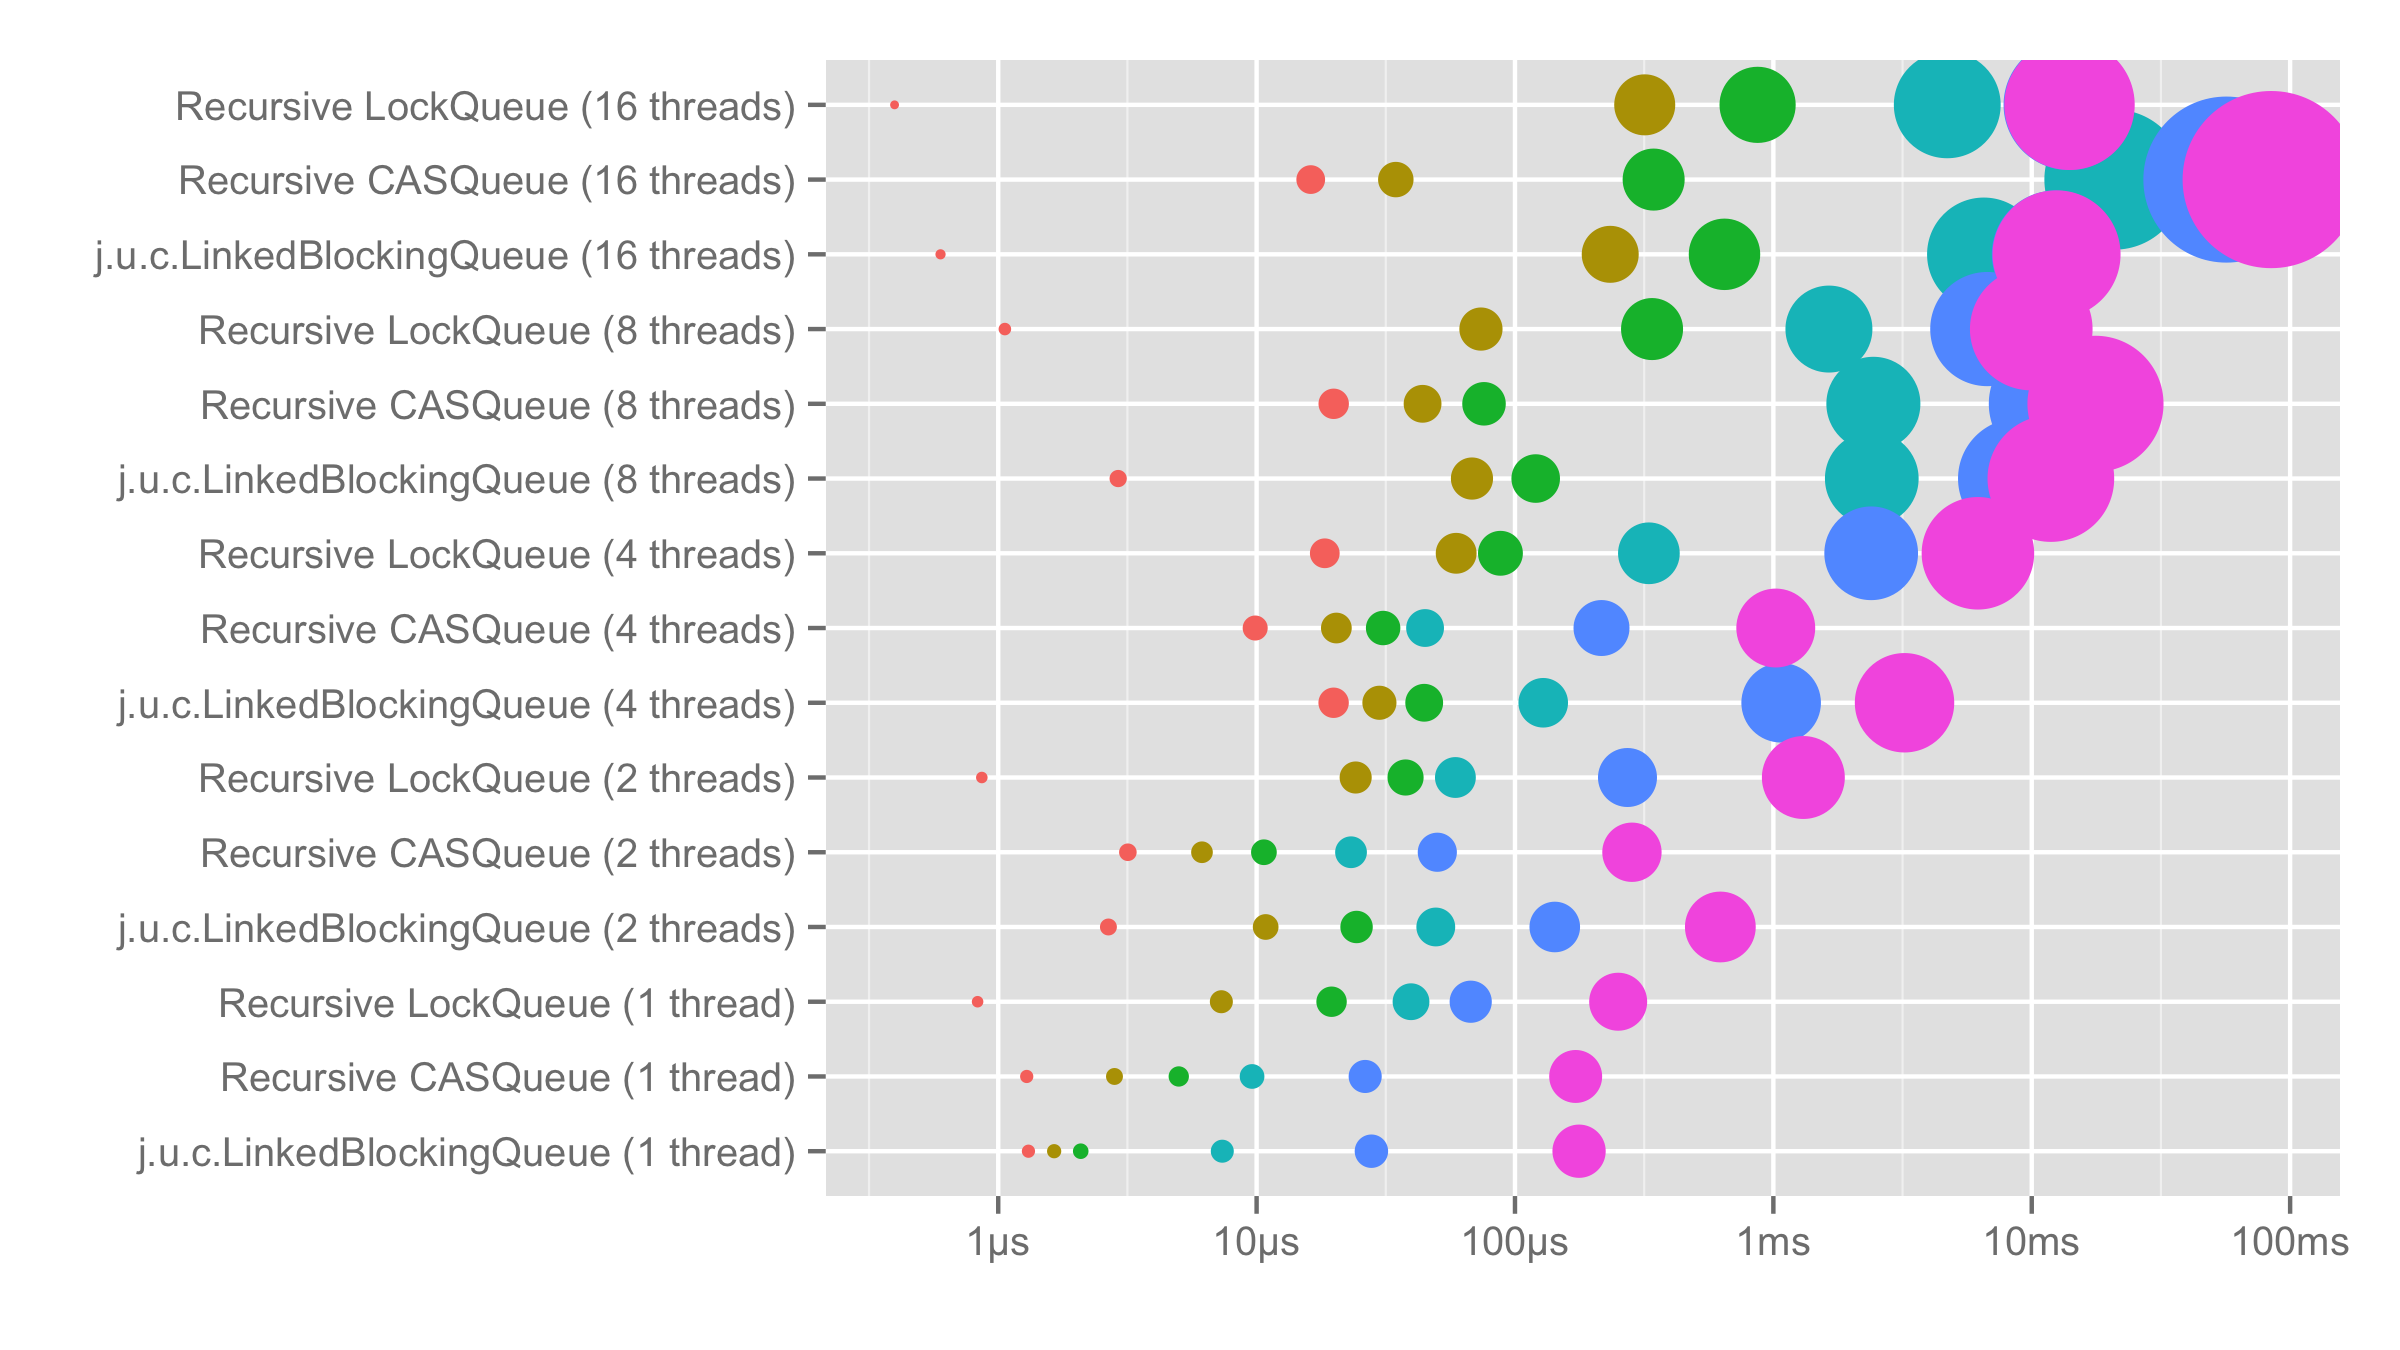 Recursive LockQueue (16 threads)
Recursive CASQueue (16 threads)
j.u.c.LinkedBlockingQueue (16 threads)
Recursive LockQueue (8 threads)
Recursive CASQueue (8 threads)
j.u.c.LinkedBlockingQueue (8 threads)
Recursive LockQueue (4 threads)
Recursive CASQueue (4 threads)
j.u.c.LinkedBlockingQueue (4 threads)
Recursive LockQueue (2 threads)
Recursive CASQueue (2 threads)
j.u.c.LinkedBlockingQueue (2 threads)
Recursive LockQueue (1 thread)
Recursive CASQueue (1 thread)
j.u.c.LinkedBlockingQueue (1 thread)
1µs 10µs 100µs 1ms 10ms 100ms